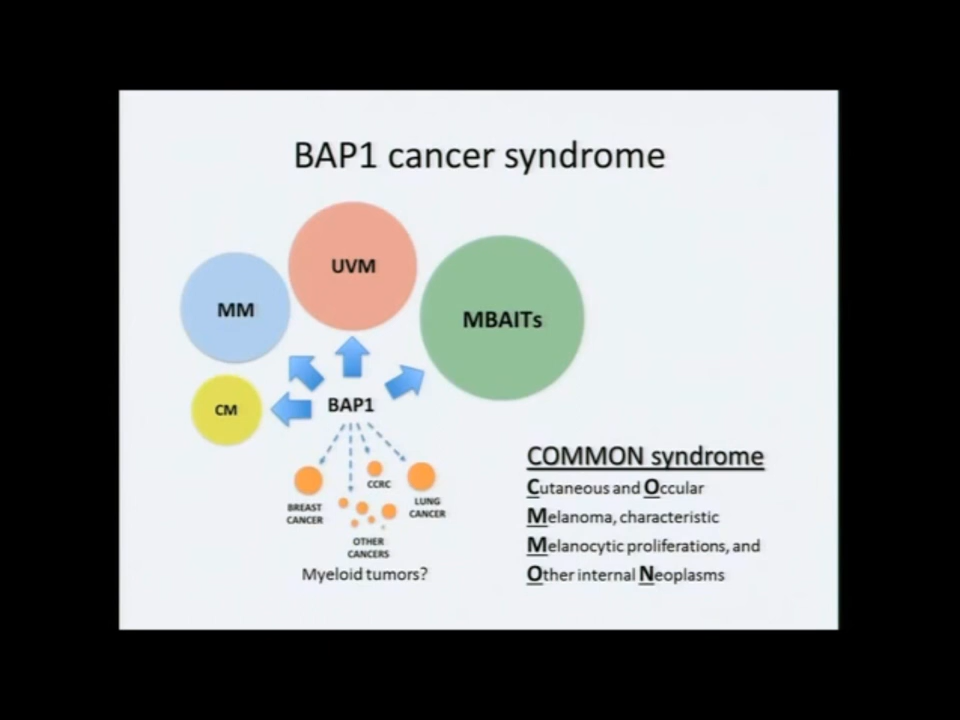 BAP1 cancer syndrome
UVM
MM
MBAITs
CM
BAP1
COMMON syndrome
Cutaneous and Occular
Melanoma, characteristic
Melanocytic proliferations, and
Other internal Neoplasms
CCRC
BREAST
CANCER
LUNG
CANCER
OTHER
CANCERS
Myeloid tumors?